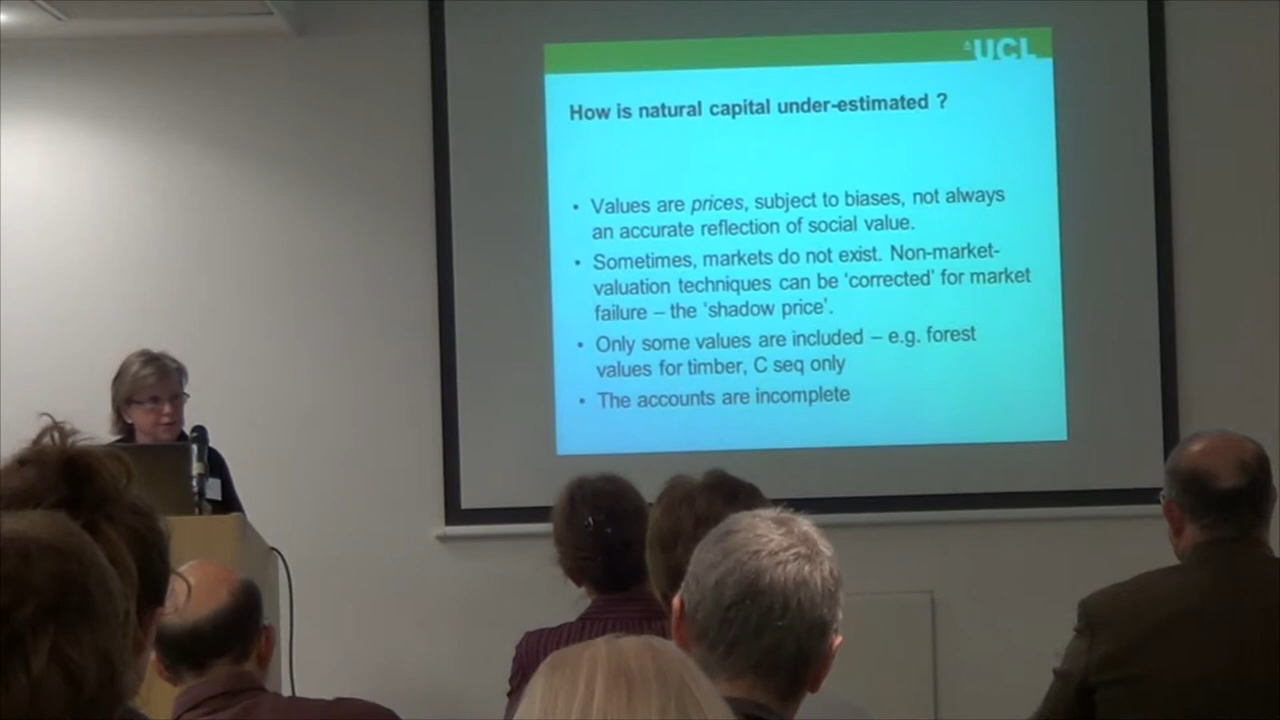 UCL
How is natural capital under-estimated ?
• Values are prices, subject to biases, not always
an accurate reflection of social value.
• Sometimes, markets do not exist. Non-market-
valuation techniques can be ‘corrected’ for market
failure – the ‘shadow price’.
• Only some values are included – e.g. forest
values for timber, C seq only
• The accounts are incomplete